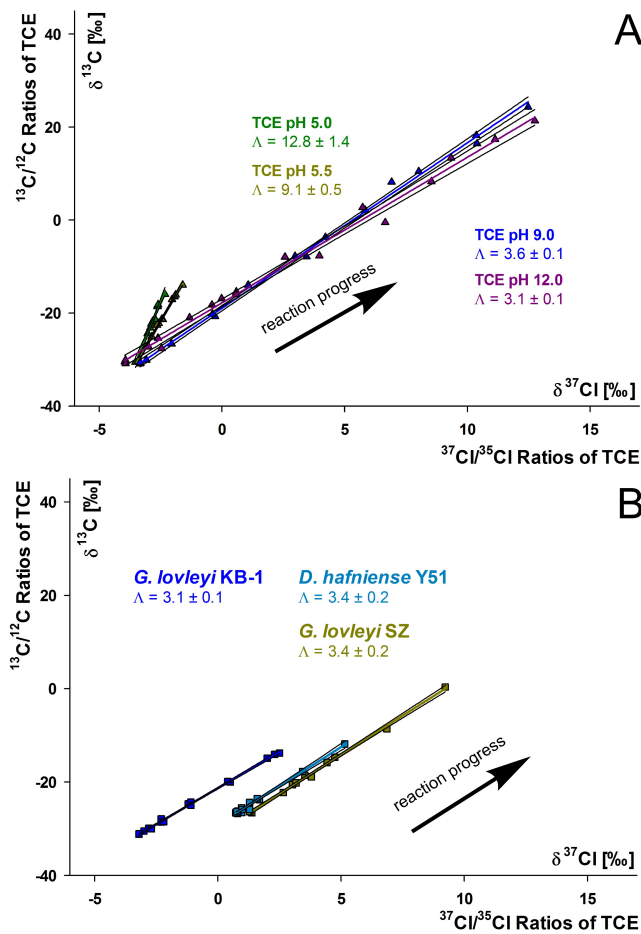 A
¹³C/¹²C Ratios of TCE
δ ¹³C [‰]
40
20
0
-20
-40
TCE pH 5.0
Λ = 12.8 ± 1.4
TCE pH 5.5
Λ = 9.1 ± 0.5
TCE pH 9.0
Λ = 3.6 ± 0.1
TCE pH 12.0
Λ = 3.1 ± 0.1
reaction progress
δ ³⁷Cl [‰]
-5 0 5 10 15
³⁷Cl/³⁵Cl Ratios of TCE
B
¹³C/¹²C Ratios of TCE
δ ¹³C [‰]
40
20
0
-20
-40
G. lovleyi KB-1
Λ = 3.1 ± 0.1
D. hafniense Y51
Λ = 3.4 ± 0.2
G. lovleyi SZ
Λ = 3.4 ± 0.2
reaction progress
δ ³⁷Cl [‰]
-5 0 5 10 15
³⁷Cl/³⁵Cl Ratios of TCE